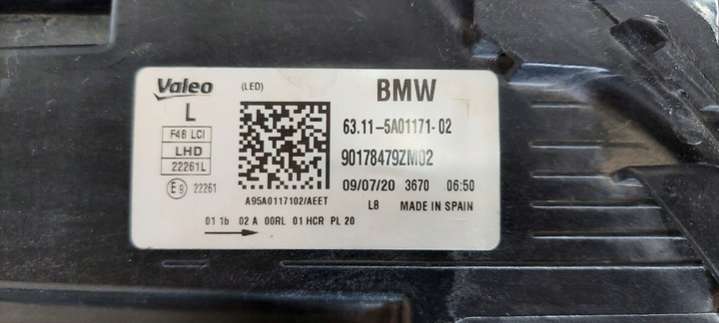 Valeo
(LED)
BMW
L
F48 LCI
LHD
22261L
E9 22261
63.11-5A01171-02
90178479ZM02
09/07/20 3670 06:50
A95A0117102/AEET
L8 MADE IN SPAIN
01 1b 02 A 00RL 01 HCR PL 20